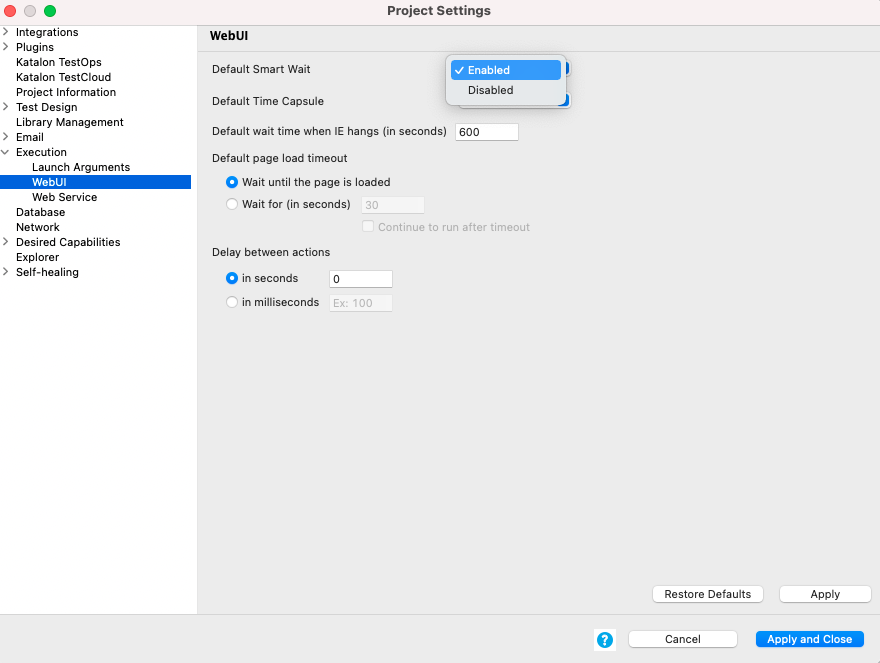 Project Settings
Integrations
Plugins
Katalon TestOps
Katalon TestCloud
Project Information
Test Design
Library Management
Email
Execution
Launch Arguments
WebUI
Web Service
Database
Network
Desired Capabilities
Explorer
Self-healing
WebUI
Default Smart Wait
Enabled
Disabled
Default Time Capsule
Default wait time when IE hangs (in seconds) 600
Default page load timeout
Wait until the page is loaded
Wait for (in seconds) 30
Continue to run after timeout
Delay between actions
in seconds 0
in milliseconds Ex: 100
Restore Defaults Apply
? Cancel Apply and Close